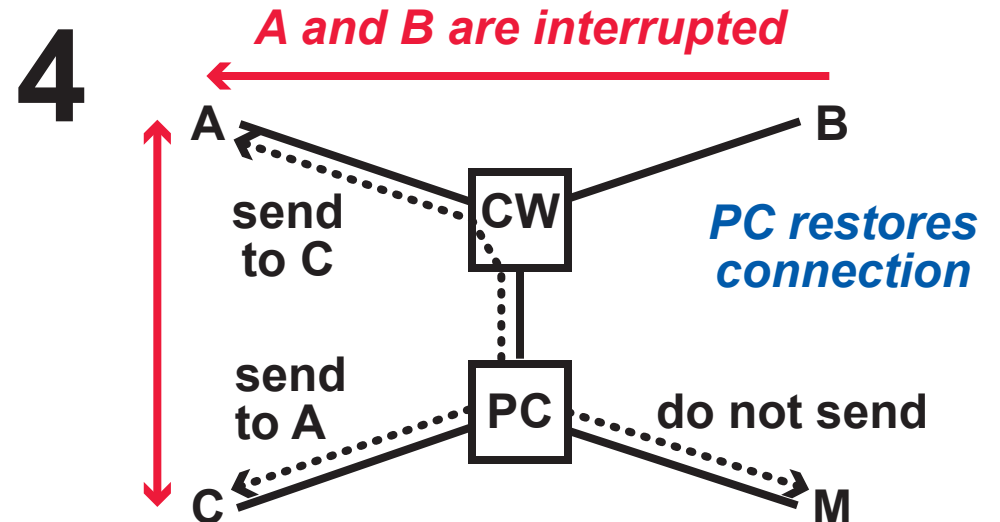 4
A and B are interrupted
A
B
send
to C
CW
PC restores
connection
send
to A
PC
do not send
C
M